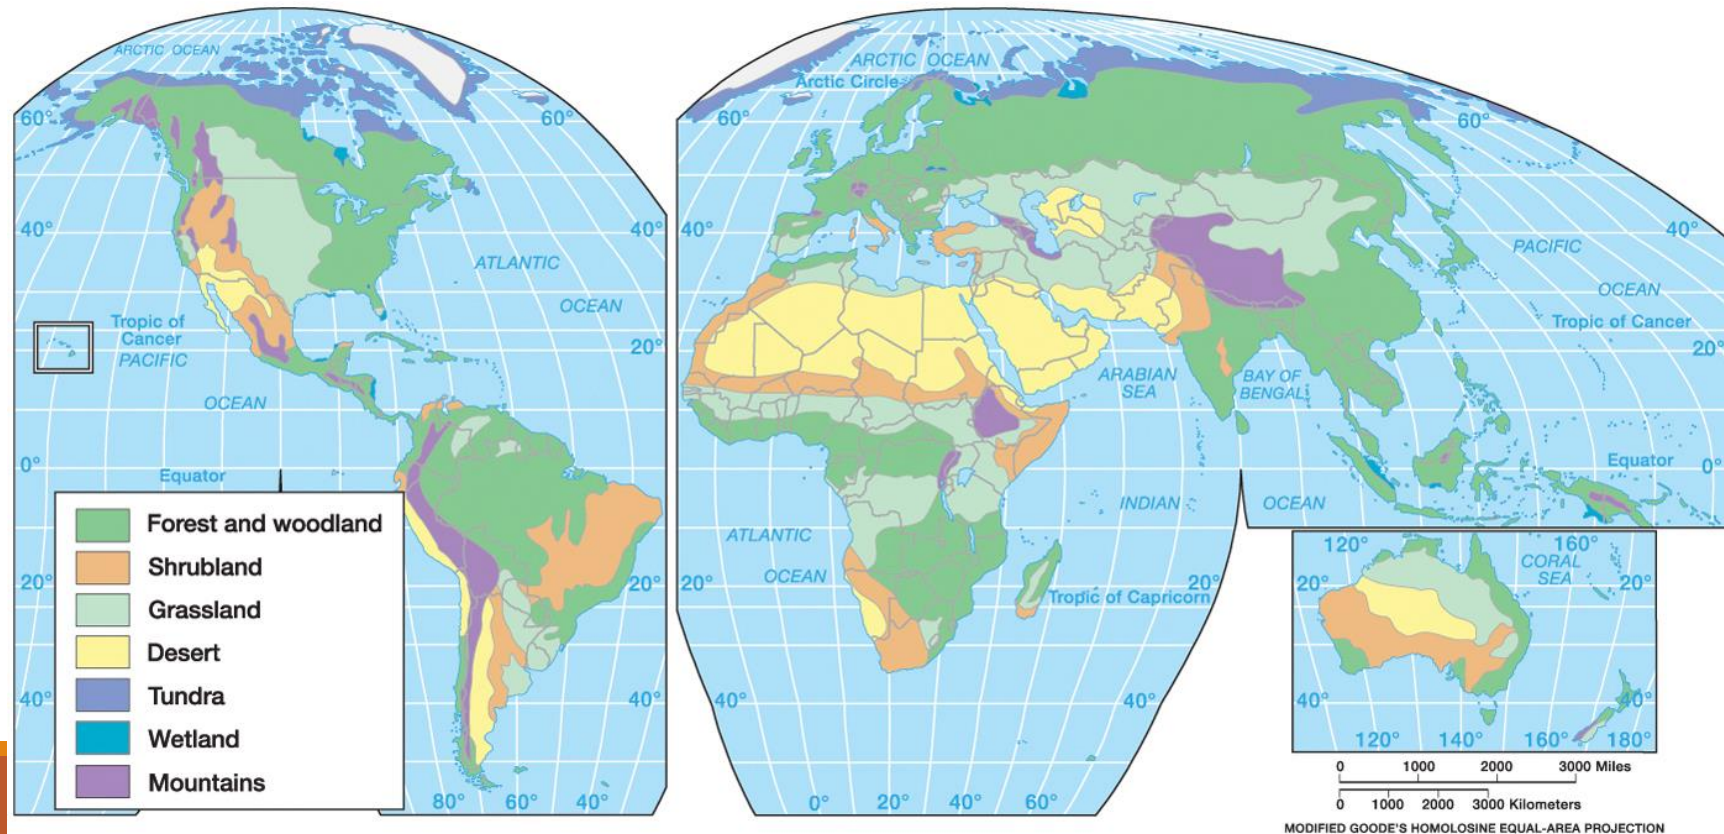 ARCTIC OCEAN
60°
60°
40°
40°
ATLANTIC
OCEAN
Tropic of
Cancer
PACIFIC
20°
OCEAN
0°
Equator
20°
20°
40°
40°
80°
60°
40°
Forest and woodland
Shrubland
Grassland
Desert
Tundra
Wetland
Mountains
ARCTIC OCEAN
Arctic Circle
60°
60°
40°
40°
PACIFIC
OCEAN
Tropic of Cancer
20°
ARABIAN
SEA
BAY OF
BENGAL
Equator
0°
INDIAN
OCEAN
ATLANTIC
OCEAN
20°
Tropic of Capricorn
40°
40°
0°
20°
40°
60°
120°
160°
CORAL
SEA
20°
20°
40°
40°
120°
140°
160°
180°
0 1000 2000 3000 Miles
0 1000 2000 3000 Kilometers
MODIFIED GOODE'S HOMOLOSINE EQUAL-AREA PROJECTION